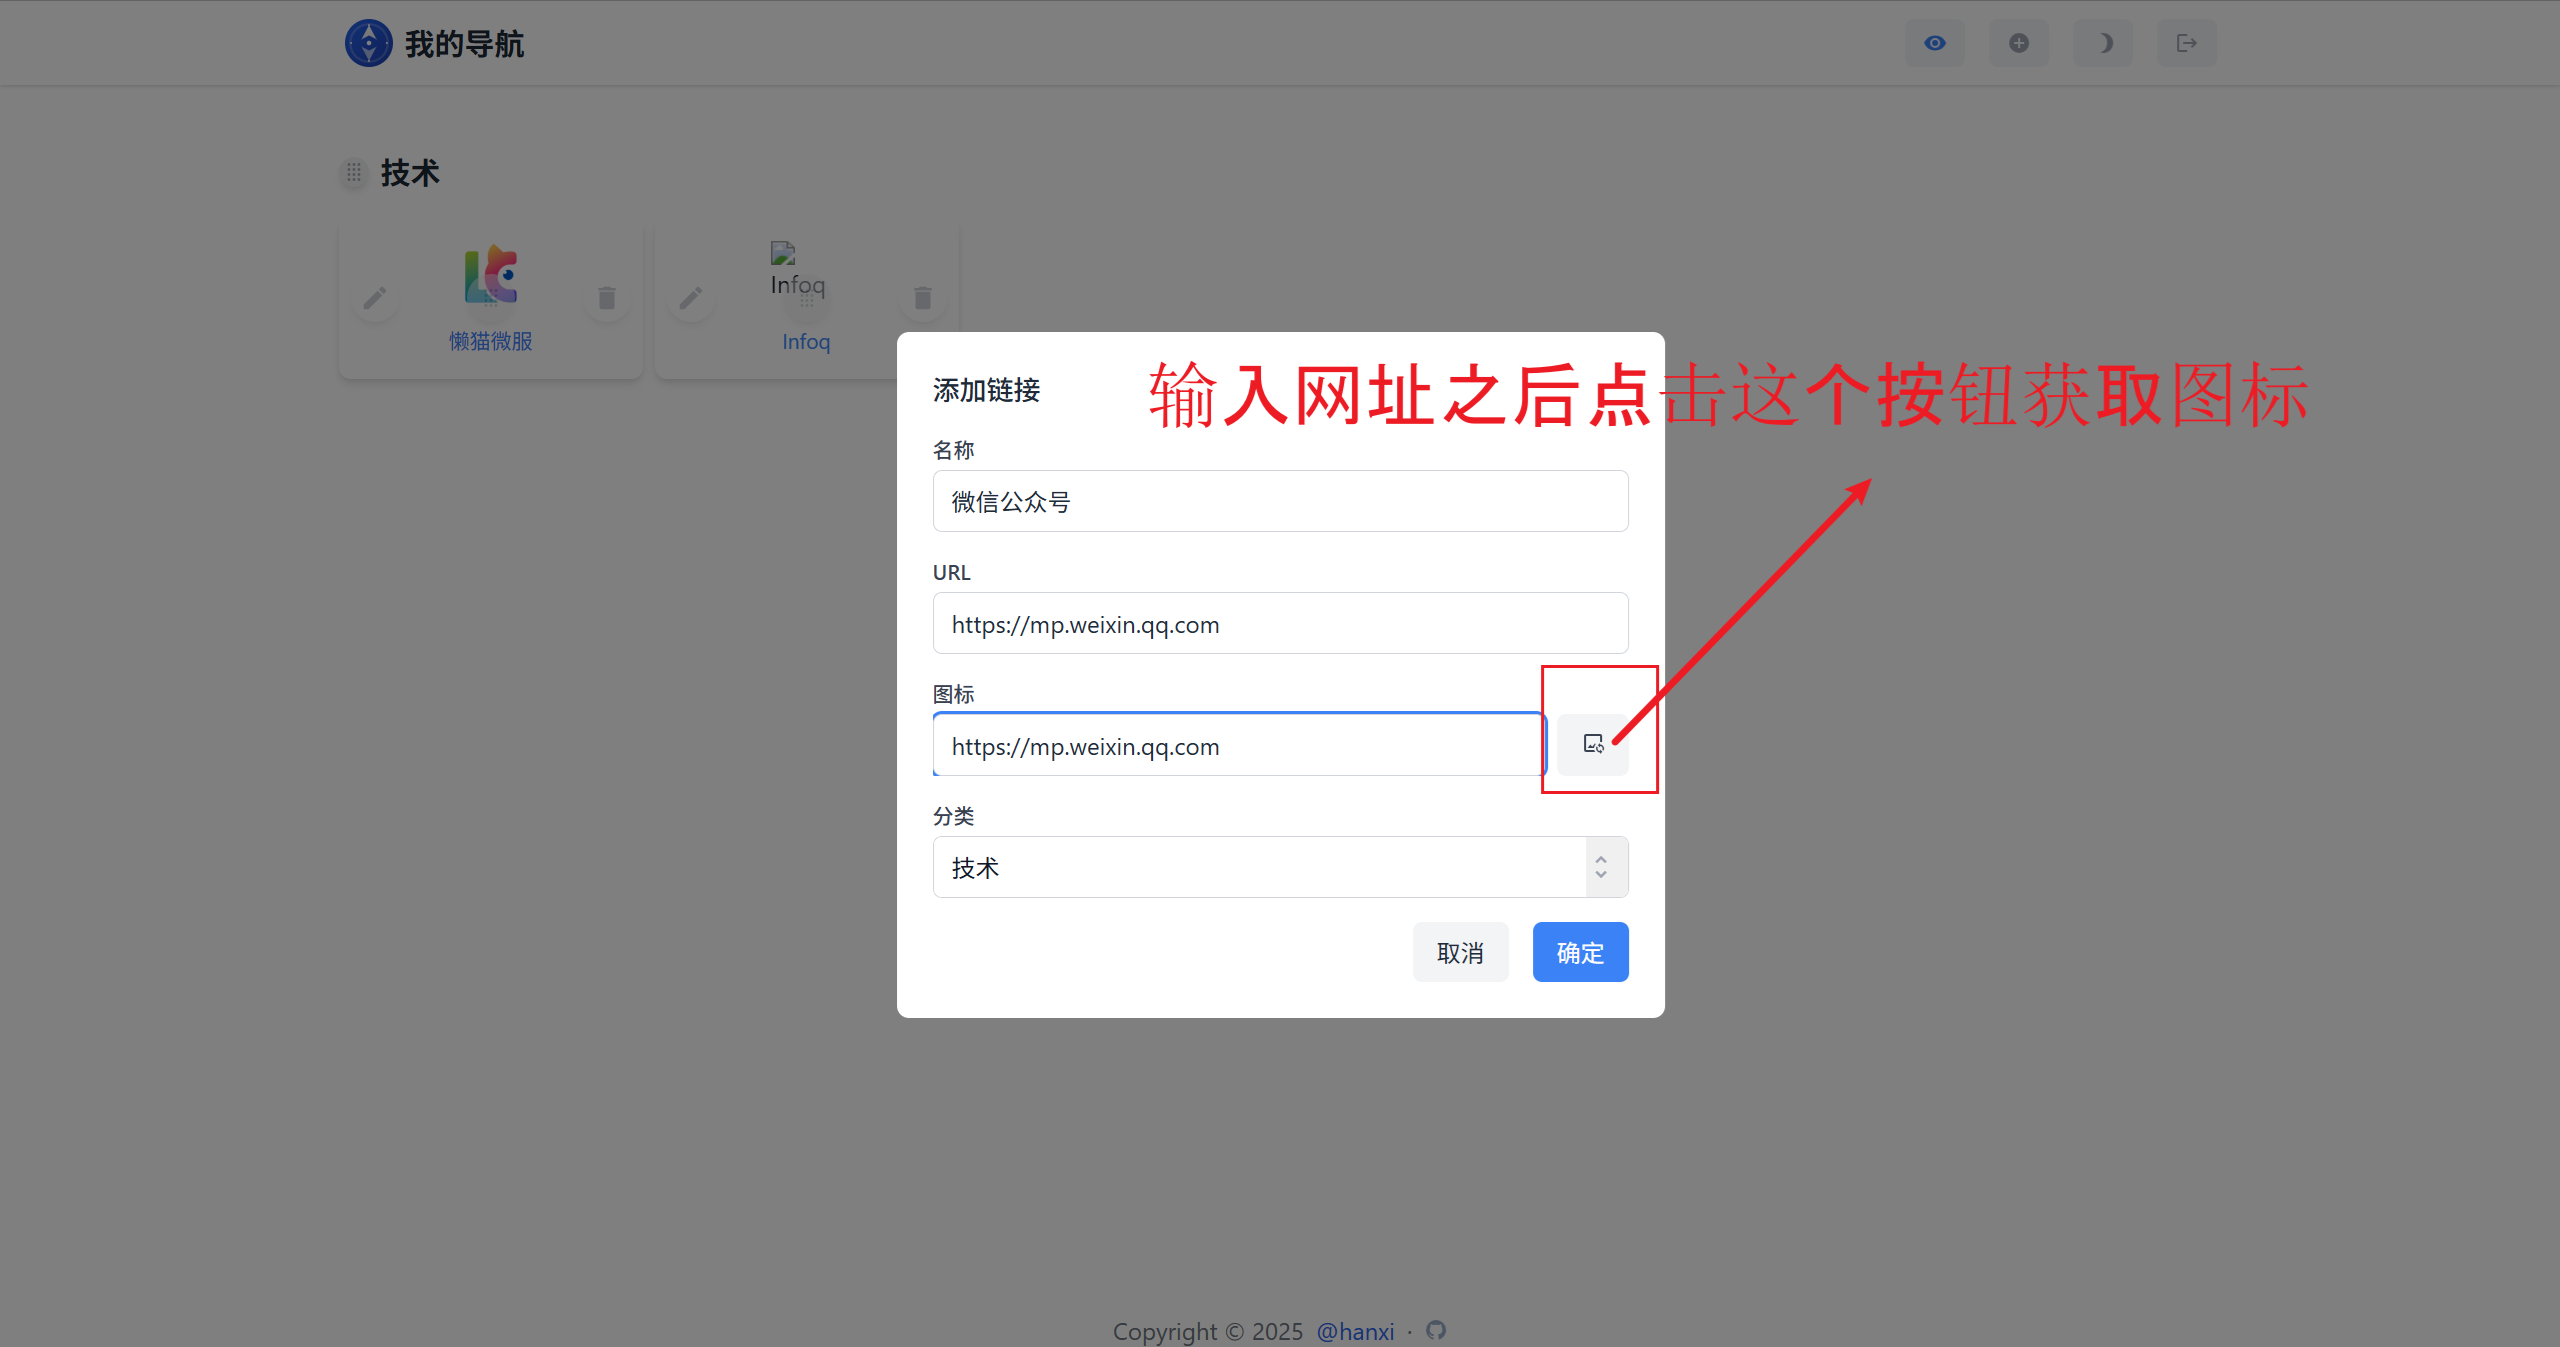 我的导航
技术
Infoq
懒猫微服
Infoq
添加链接
输入网址之后点击这个按钮获取图标
名称
微信公众号
URL
https://mp.weixin.qq.com
图标
https://mp.weixin.qq.com
分类
技术
取消
确定
Copyright © 2025 @hanxi ·